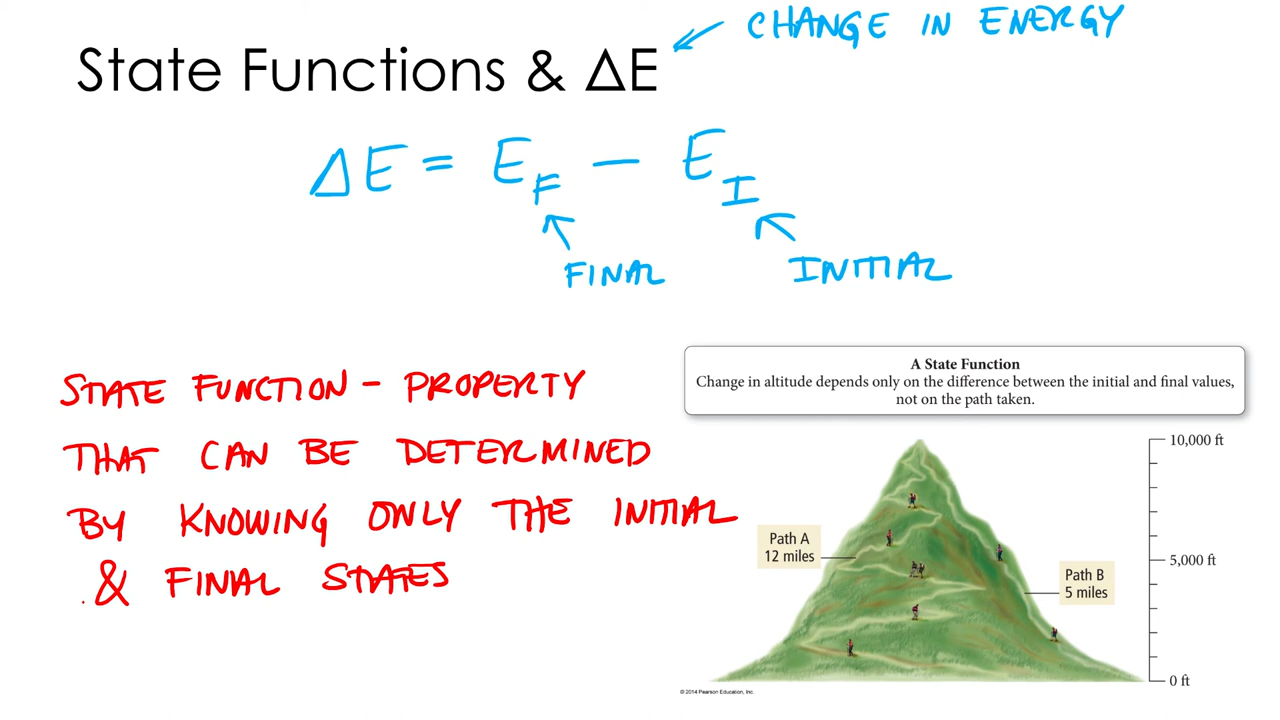 CHANGE IN ENERGY
State Functions & ΔE
ΔE = E_F − E_I
FINAL
INITIAL
STATE FUNCTION - PROPERTY
THAT CAN BE DETERMINED
BY KNOWING ONLY THE INITIAL
& FINAL STATES
A State Function
Change in altitude depends only on the difference between the initial and final values,
not on the path taken.
10,000 ft
Path A
12 miles
5,000 ft
Path B
5 miles
0 ft
© 2014 Pearson Education, Inc.